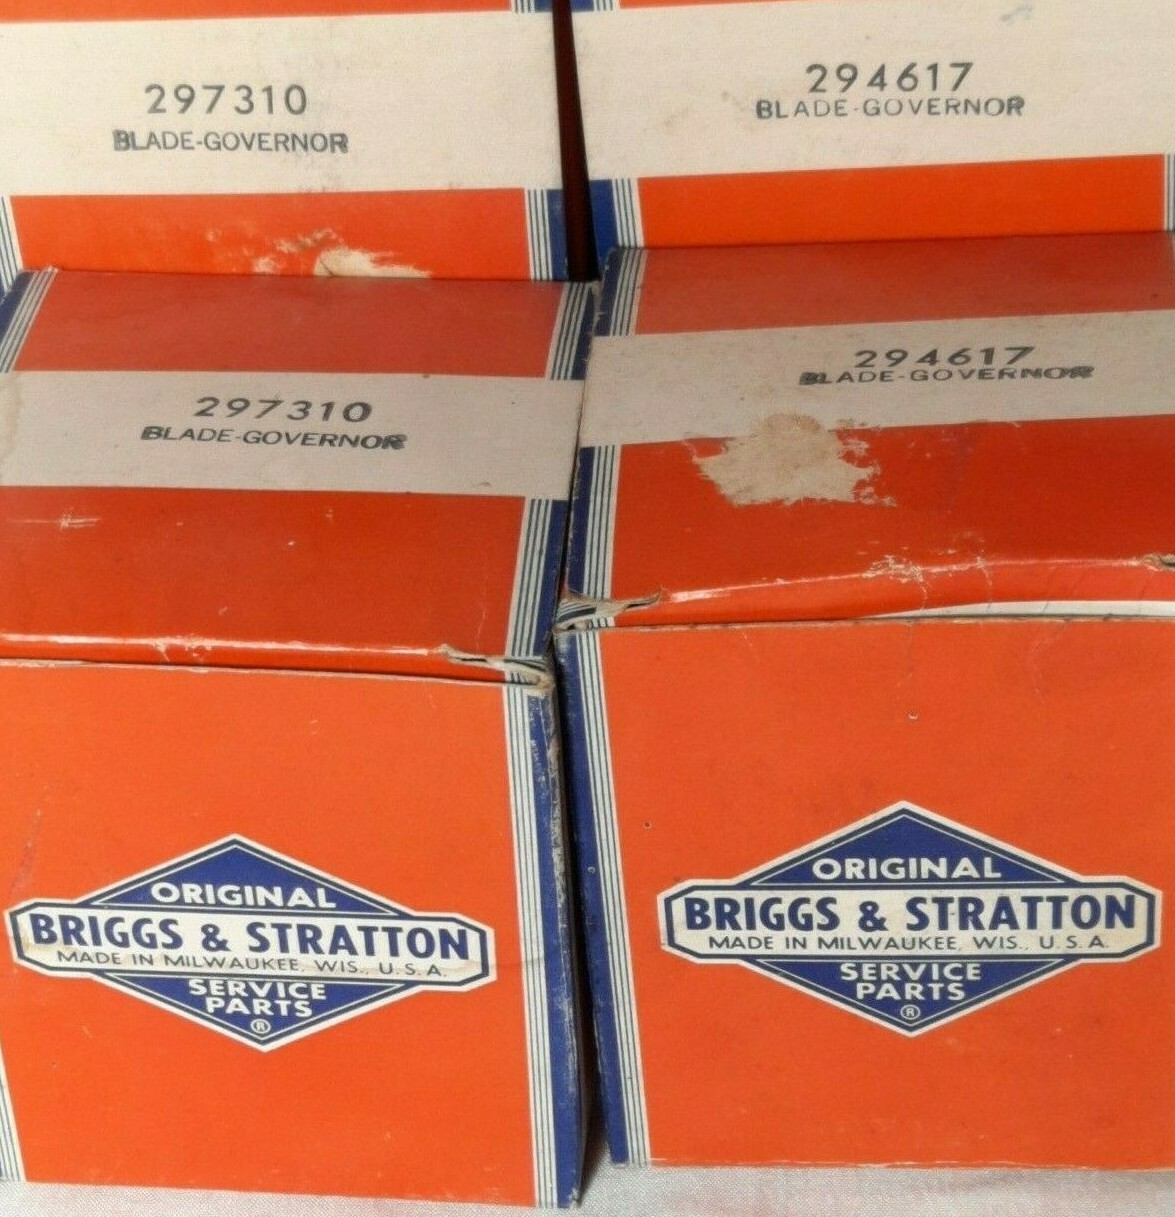 297310
BLADE-GOVERNOR
294617
BLADE-GOVERNOR
297310
BLADE-GOVERNOR
294617
BLADE-GOVERNOR
ORIGINAL
BRIGGS & STRATTON
MADE IN MILWAUKEE, WIS., U.S.A.
SERVICE
PARTS
®
ORIGINAL
BRIGGS & STRATTON
MADE IN MILWAUKEE, WIS., U.S.A.
SERVICE
PARTS
®